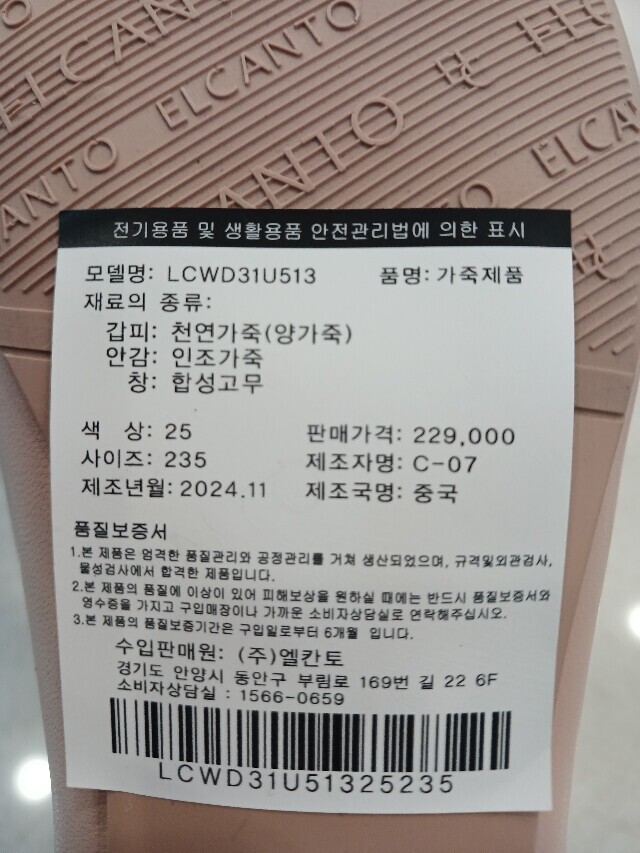 ELCANTO
ELCANTO
ELCANTO
ELCANTO
전기용품 및 생활용품 안전관리법에 의한 표시
모델명: LCWD31U513 품명: 가죽제품
재료의 종류:
갑피: 천연가죽(양가죽)
안감: 인조가죽
창: 합성고무
색 상: 25 판매가격: 229,000
사이즈: 235 제조자명: C-07
제조년월: 2024.11 제조국명: 중국
품질보증서
1.본 제품은 엄격한 품질관리와 공정관리를 거쳐 생산되었으며, 규격및외관검사,
물성검사에서 합격한 제품입니다.
2.본 제품의 품질에 이상이 있어 피해보상을 원하실 때에는 반드시 품질보증서와
영수증을 가지고 구입매장이나 가까운 소비자상담실로 연락해주십시오.
3.본 제품의 품질보증기간은 구입일로부터 6개월 입니다.
수입판매원: (주)엘칸토
경기도 안양시 동안구 부림로 169번 길 22 6F
소비자상담실 : 1566-0659
LCWD31U51325235